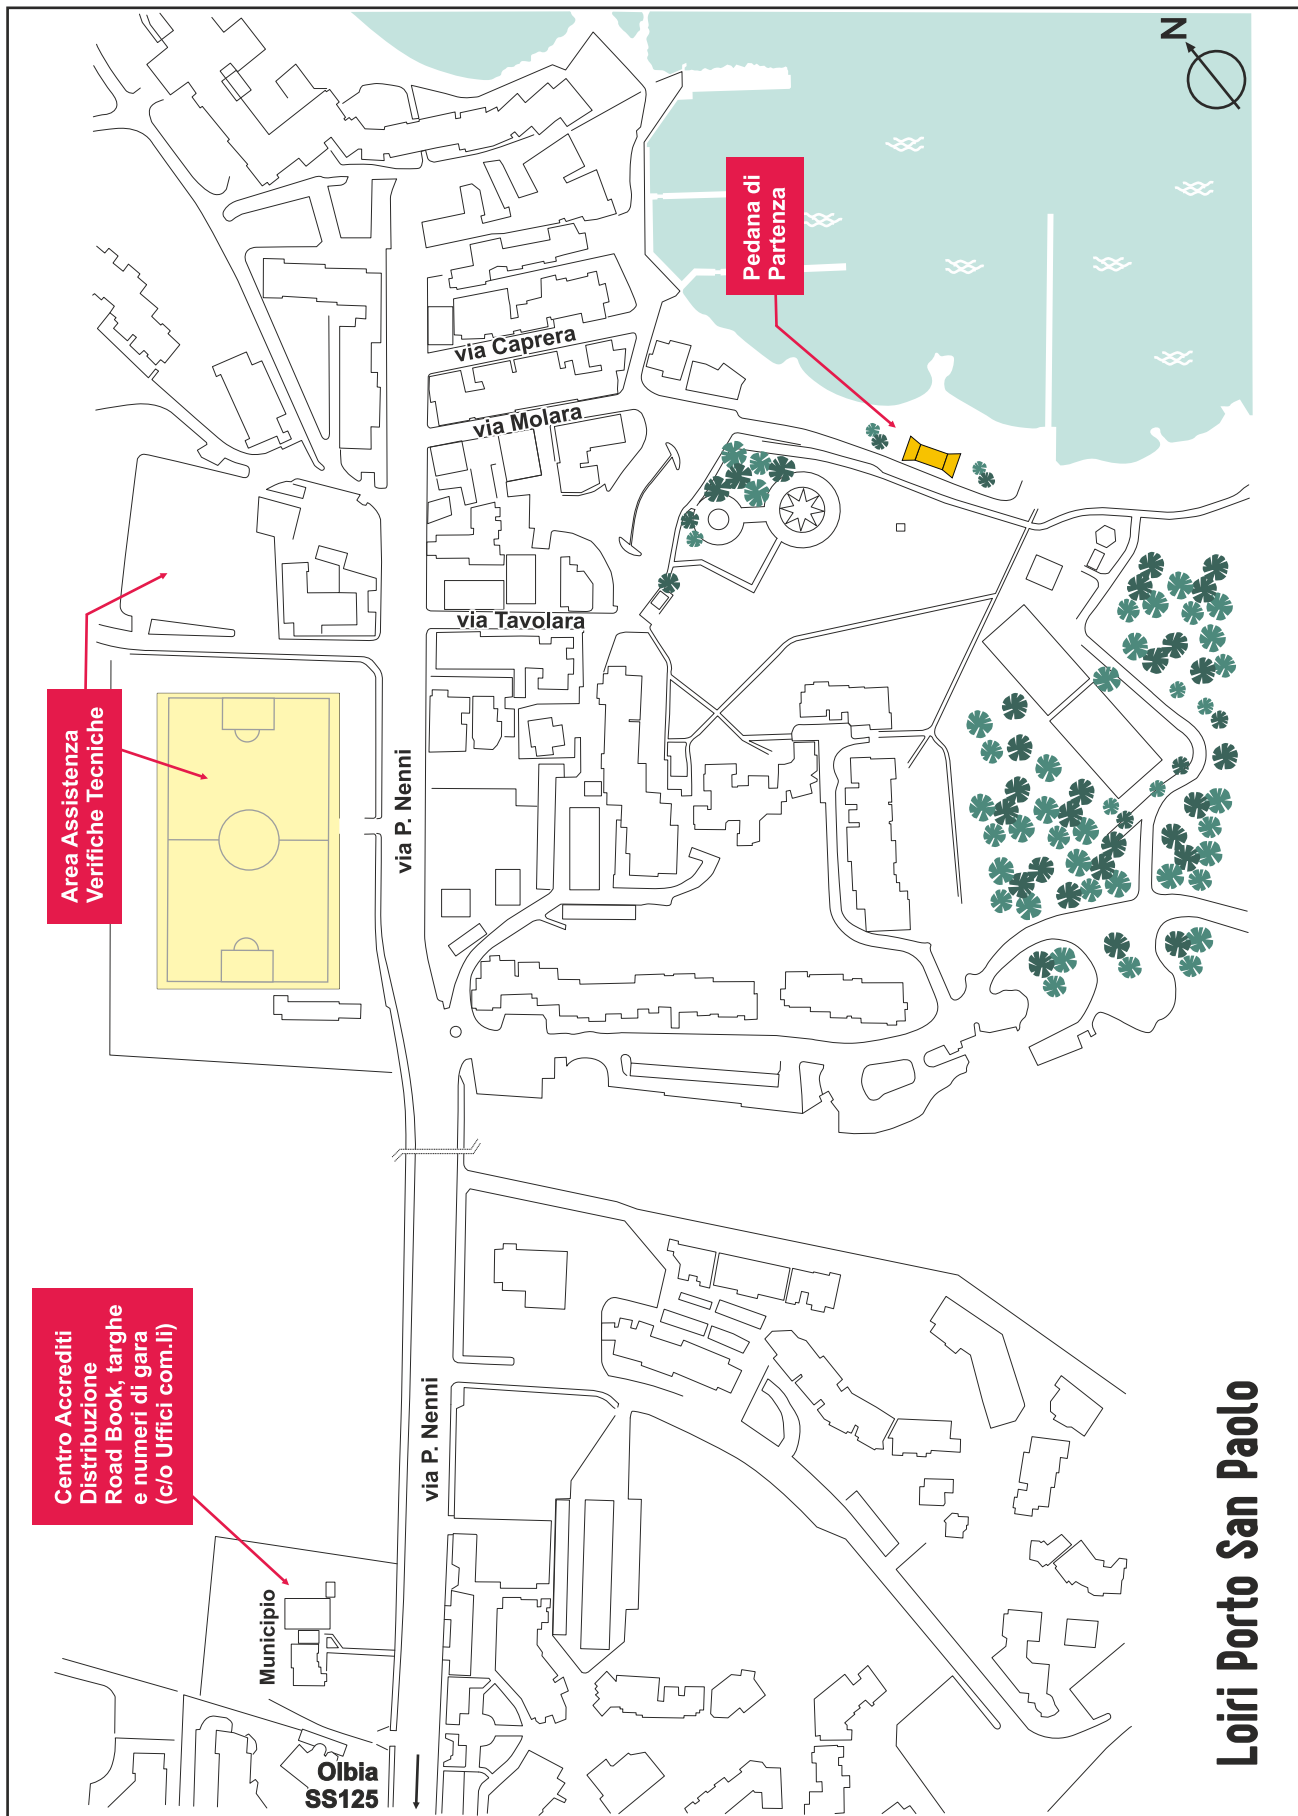 N
Pedana di
Partenza
via Caprera
via Molara
via Tavolara
Area Assistenza
Verifiche Tecniche
via P. Nenni
Centro Accrediti
Distribuzione
Road Book, targhe
e numeri di gara
(c/o Uffici com.li)
via P. Nenni
Municipio
Olbia
SS125
Loiri Porto San Paolo